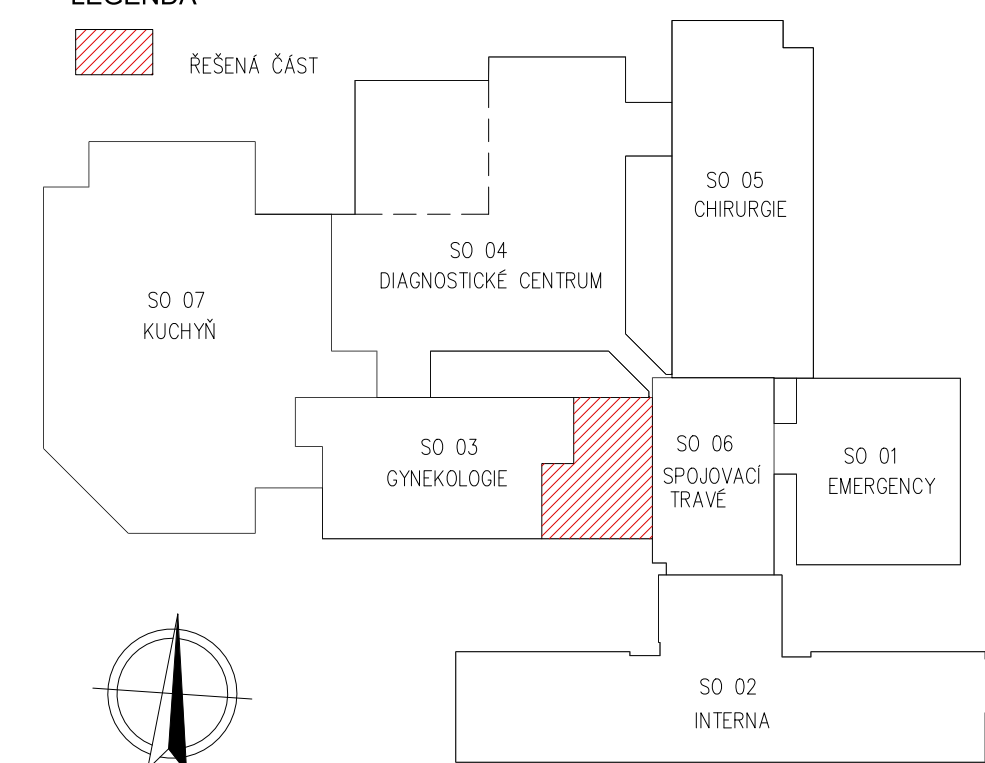 LEGENDA
ŘEŠENÁ ČÁST
SO 05
CHIRURGIE
SO 04
DIAGNOSTICKÉ CENTRUM
SO 07
KUCHYŇ
SO 03
GYNEKOLOGIE
SO 06
SPOJOVACÍ
TRAVÉ
SO 01
EMERGENCY
SO 02
INTERNA